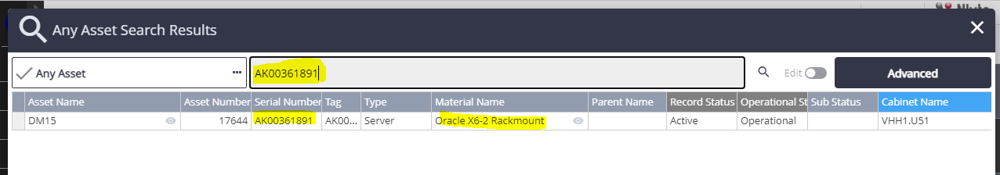 Any Asset Search Results
Any Asset ... AK00361891 Edit Advanced
Asset Name Asset Number Serial Number Tag Type Material Name Parent Name Record Status Operational St Sub Status Cabinet Name
DM15 17644 AK00361891 AK00... Server Oracle X6-2 Rackmount Active Operational VHH1.U51